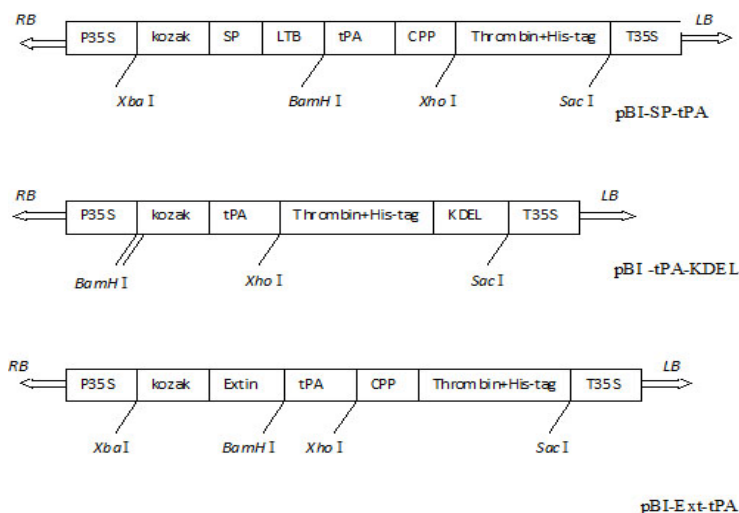 RB LB
P35S kozak SP LTB tPA CPP Thrombin+His-tag T35S
Xba I BamH I Xho I Sac I
pBI-SP-tPA
RB LB
P35S kozak tPA Thrombin+His-tag KDEL T35S
BamH I Xho I Sac I
pBI -tPA-KDEL
RB LB
P35S kozak Extin tPA CPP Thrombin+His-tag T35S
Xba I BamH I Xho I Sac I
pBI-Ext-tPA